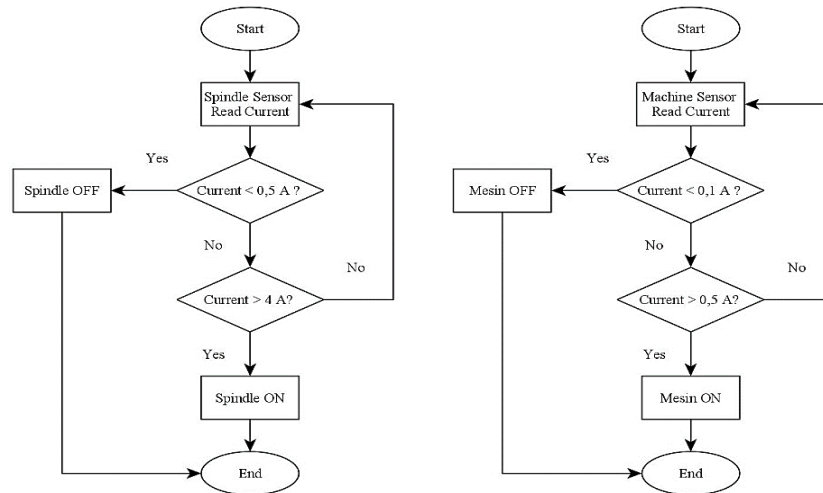 Start
Spindle Sensor
Read Current
Yes
Current < 0,5 A ?
Spindle OFF
No
No
Current > 4 A?
Yes
Spindle ON
End
Start
Machine Sensor
Read Current
Yes
Current < 0,1 A ?
Mesin OFF
No
No
Current > 0,5 A?
Yes
Mesin ON
End